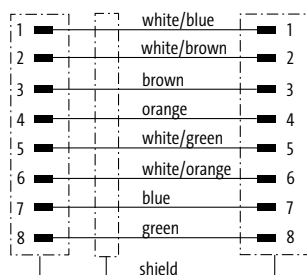 1 white/blue 1
2 white/brown 2
3 brown 3
4 orange 4
5 white/green 5
6 white/orange 6
7 blue 7
8 green 8
shield